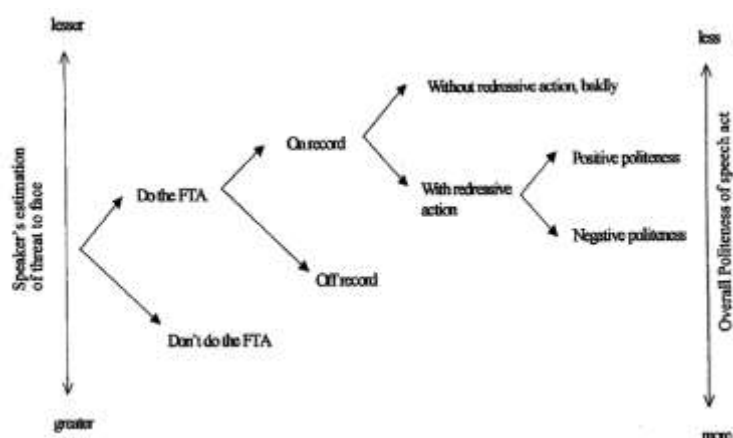 lesser
less
Without redressive action, baldly
On record
Positive politeness
Do the FTA
With redressive
action
Negative politeness
Off record
Don't do the FTA
Speaker's estimation
of threat to face
Overall Politeness of speech act
greater
more